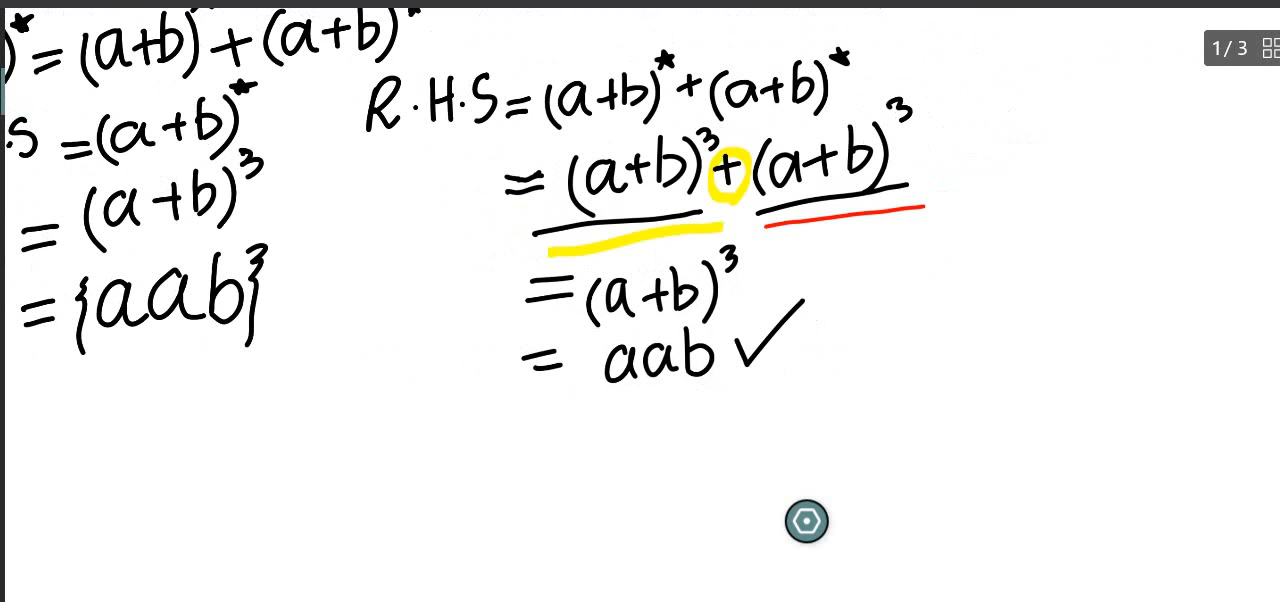 )* = (a+b)* + (a+b)*
.S = (a+b)*
= (a+b)³
= {aab}³
R.H.S = (a+b)* + (a+b)*
= (a+b)³ + (a+b)³
= (a+b)³
= aab ✓
1 / 3